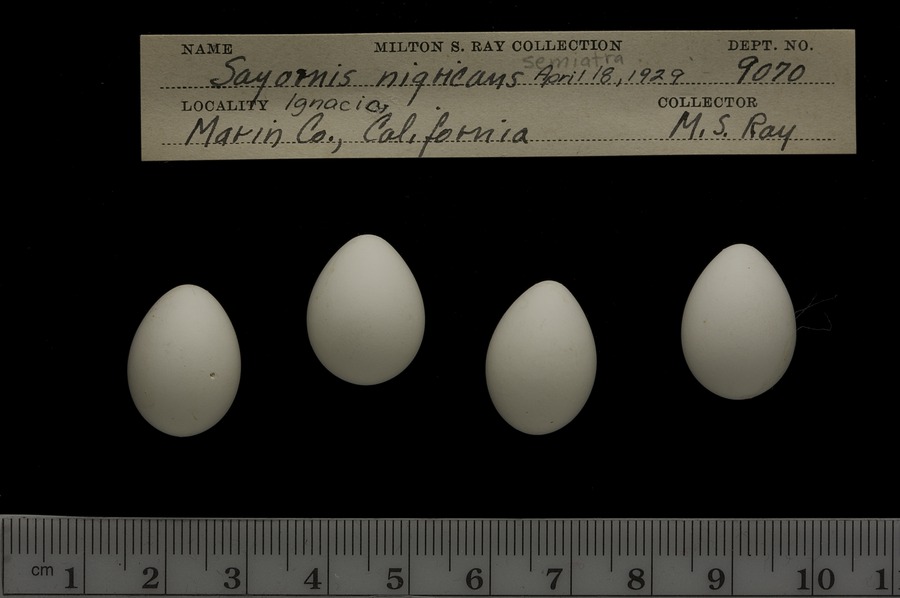 NAME MILTON S. RAY COLLECTION DEPT. NO.
semiatra
Sayornis nigricans April 18, 1929 9070
LOCALITY Ignacio, COLLECTOR
Marin Co., California M. S. Ray
cm 1 2 3 4 5 6 7 8 9 10 1